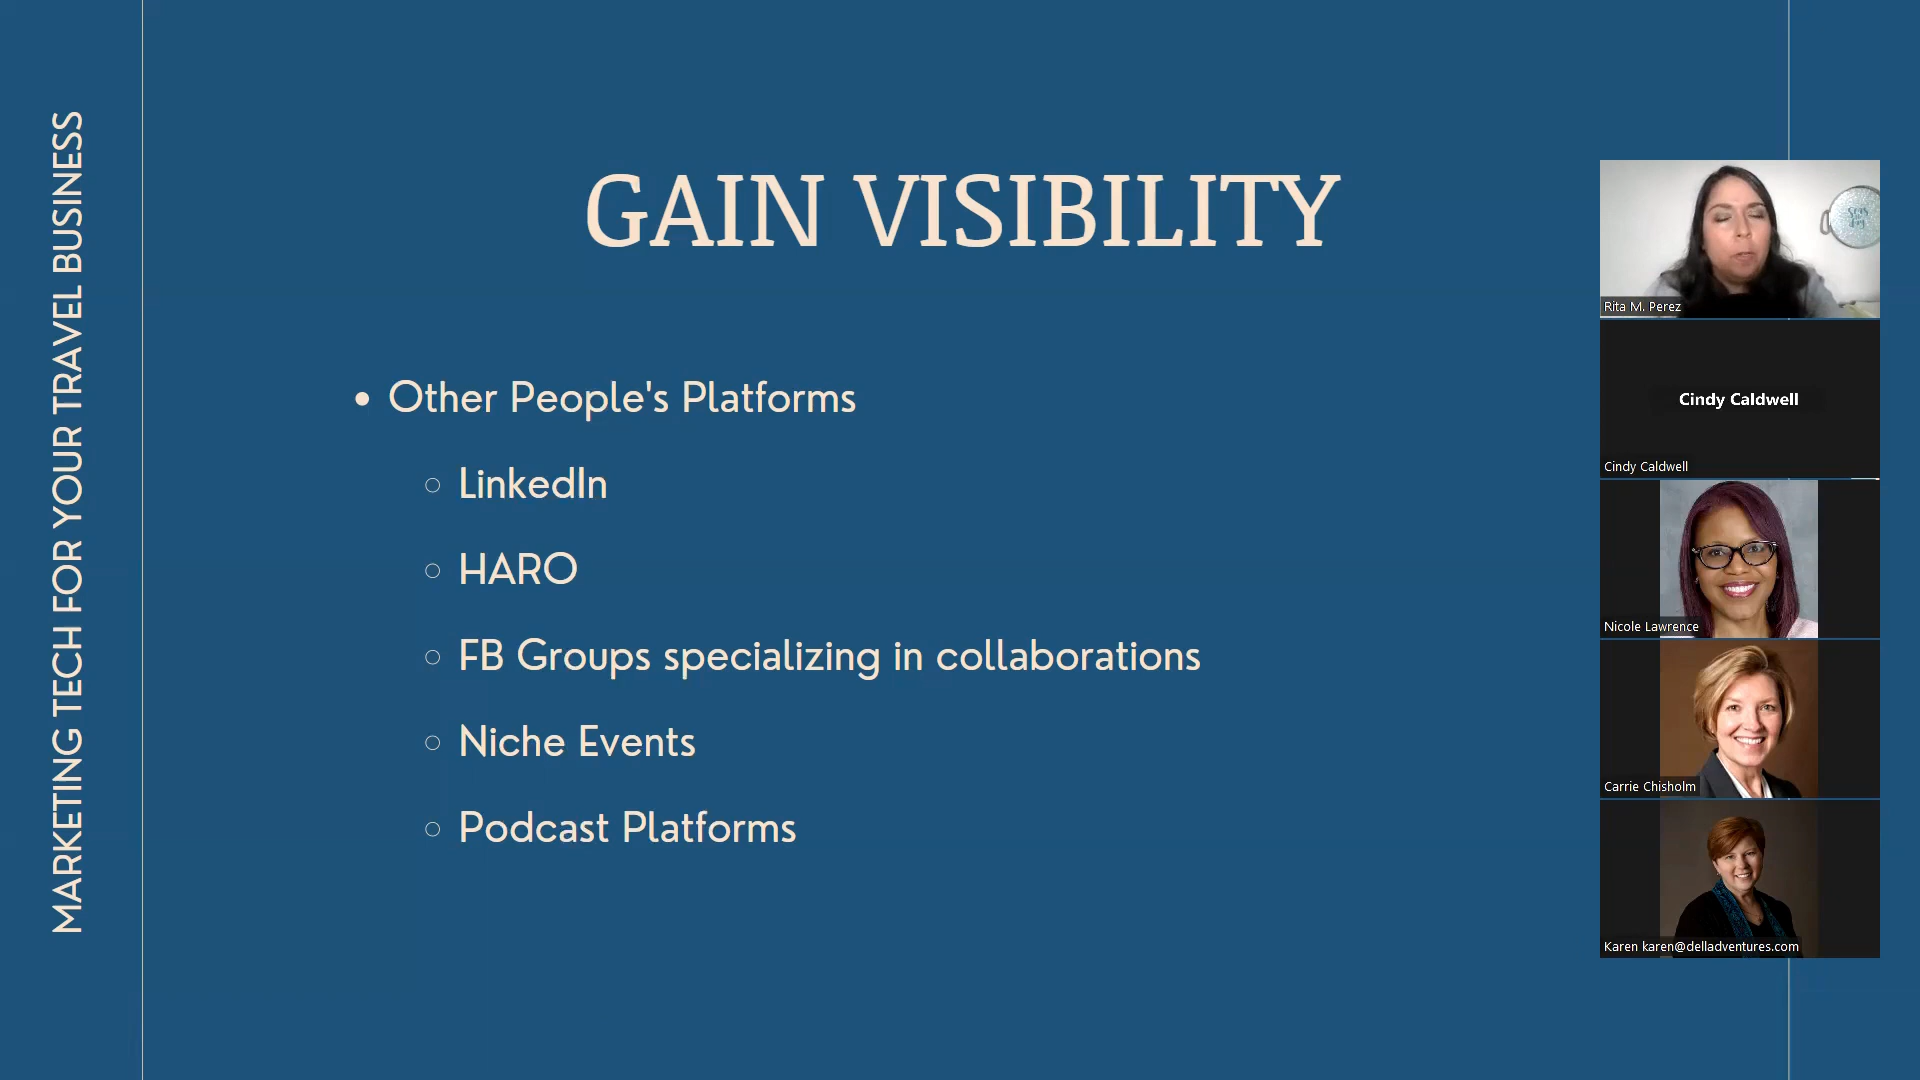 MARKETING TECH FOR YOUR TRAVEL BUSINESS
GAIN VISIBILITY
Other People's Platforms
LinkedIn
HARO
FB Groups specializing in collaborations
Niche Events
Podcast Platforms
Rita M. Perez
Cindy Caldwell
Cindy Caldwell
Nicole Lawrence
Carrie Chisholm
Karen karen@delladventures.com